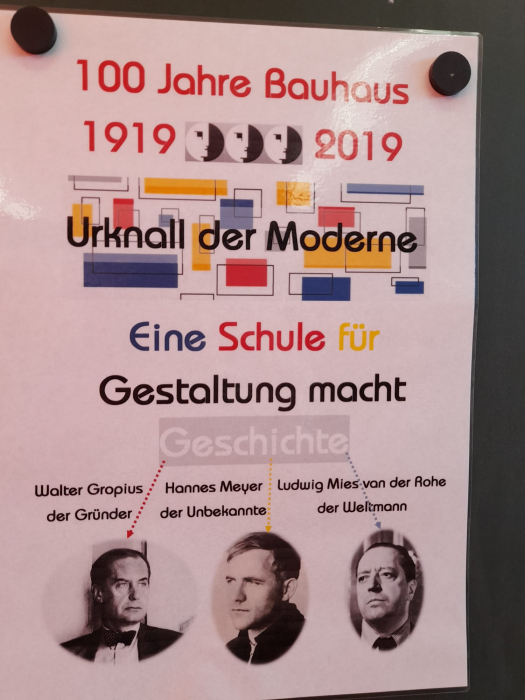 100 Jahre Bauhaus
1919 2019
Urknall der Moderne
Eine Schule für
Gestaltung macht
Geschichte
Walter Gropius Hannes Meyer Ludwig Mies van der Rohe
der Gründer der Unbekannte der Weltmann